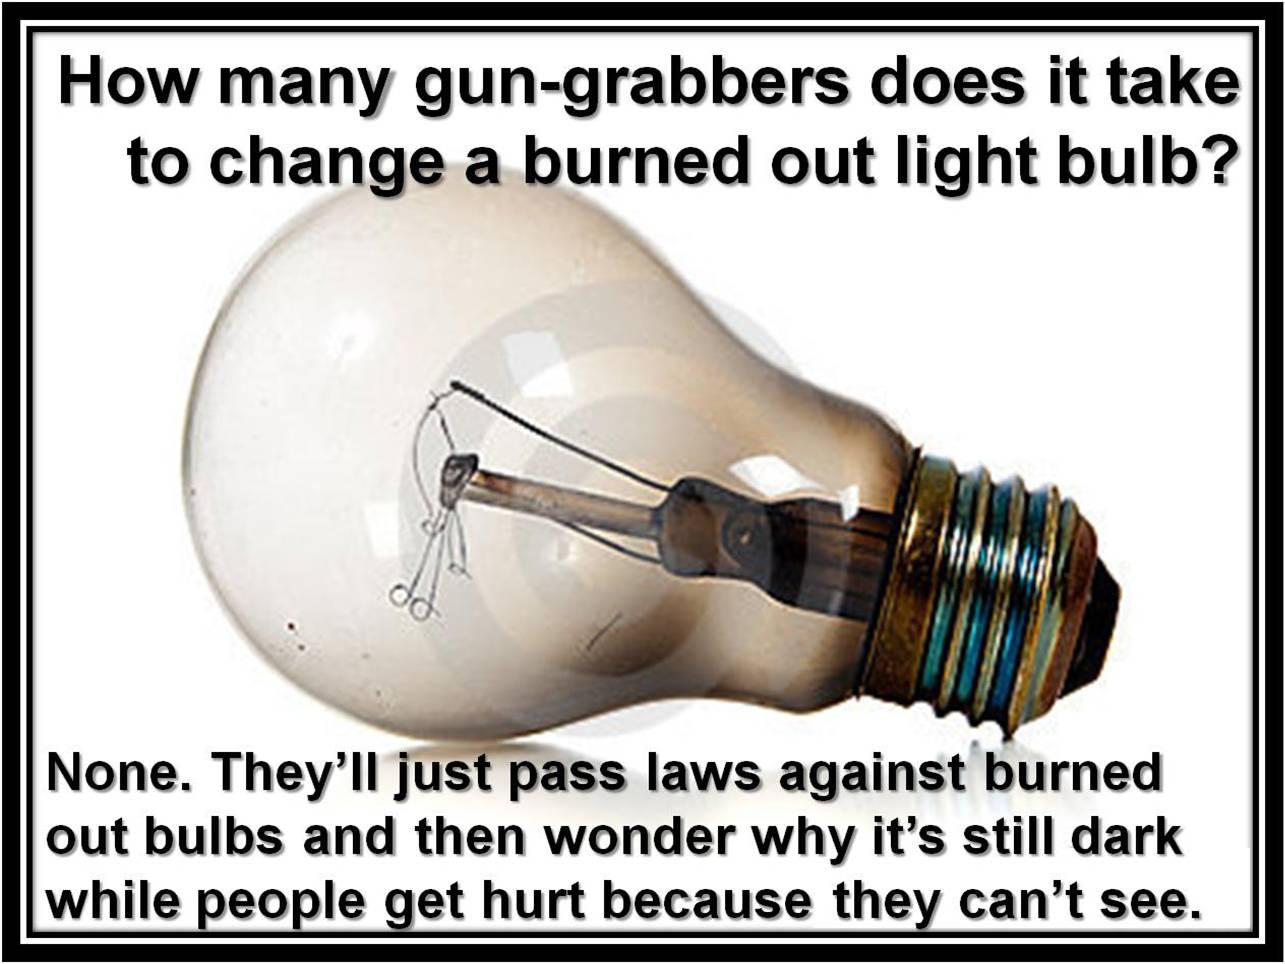 How many gun-grabbers does it take
to change a burned out light bulb?
None. They’ll just pass laws against burned
out bulbs and then wonder why it’s still dark
while people get hurt because they can’t see.